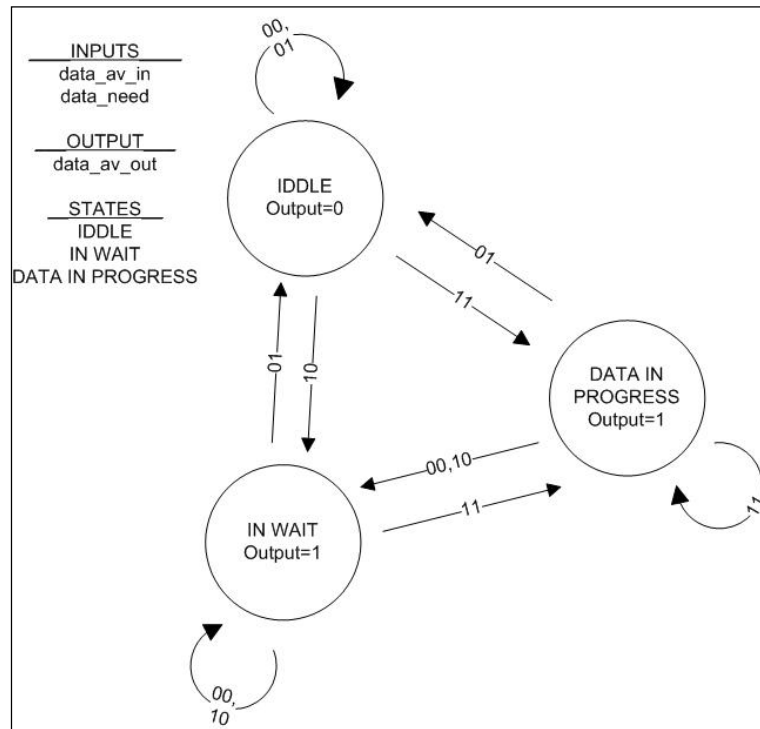 INPUTS
data_av_in
data_need
OUTPUT
data_av_out
STATES
IDDLE
IN WAIT
DATA IN PROGRESS
00,
01
IDDLE
Output=0
01
11
01
10
DATA IN
PROGRESS
Output=1
00,10
11
11
IN WAIT
Output=1
00,
10